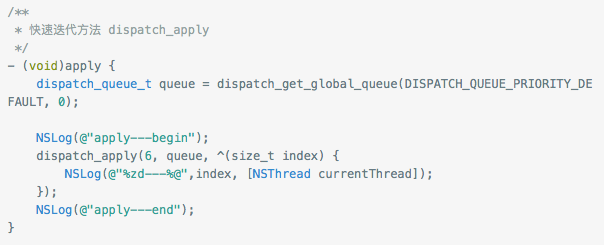 /**
 * 快速迭代方法 dispatch_apply
 */
- (void)apply {
    dispatch_queue_t queue = dispatch_get_global_queue(DISPATCH_QUEUE_PRIORITY_DE
FAULT, 0);

    NSLog(@"apply---begin");
    dispatch_apply(6, queue, ^(size_t index) {
        NSLog(@"%zd---%@",index, [NSThread currentThread]);
    });
    NSLog(@"apply---end");
}